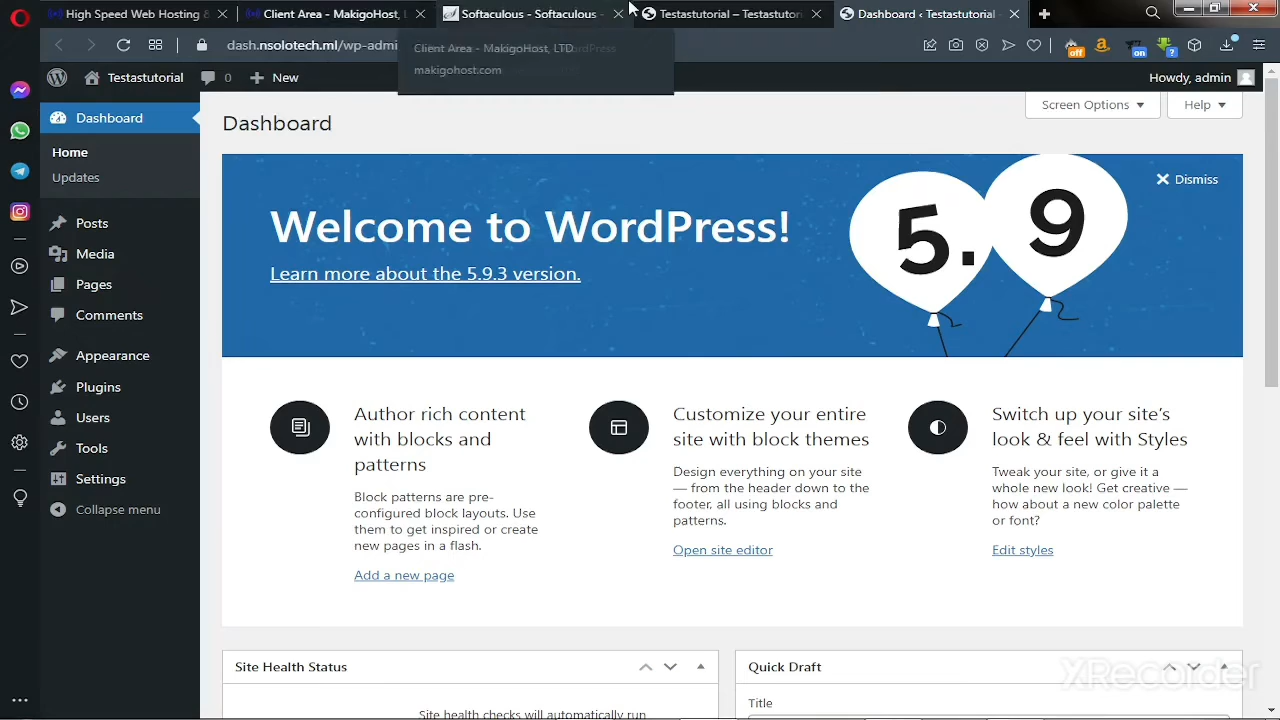 High Speed Web Hosting &
Client Area - MakigoHost, L
Softaculous - Softaculous -
Testastutorial – Testastutori
Dashboard ‹ Testastutorial
dash.nsolotech.ml/wp-admi
Client Area - MakigoHost, LTD
makigohost.com
off
on
?
Testastutorial
0
New
Howdy, admin
Dashboard
Home
Updates
Posts
Media
Pages
Comments
Appearance
Plugins
Users
Tools
Settings
Collapse menu
Screen Options
Help
Dashboard
Dismiss
Welcome to WordPress!
Learn more about the 5.9.3 version.
5.9
Author rich content
with blocks and
patterns
Block patterns are pre-
configured block layouts. Use
them to get inspired or create
new pages in a flash.
Add a new page
Customize your entire
site with block themes
Design everything on your site
— from the header down to the
footer, all using blocks and
patterns.
Open site editor
Switch up your site’s
look & feel with Styles
Tweak your site, or give it a
whole new look! Get creative —
how about a new color palette
or font?
Edit styles
Site Health Status
Site health checks will automatically run
Quick Draft
Title
XRecorder